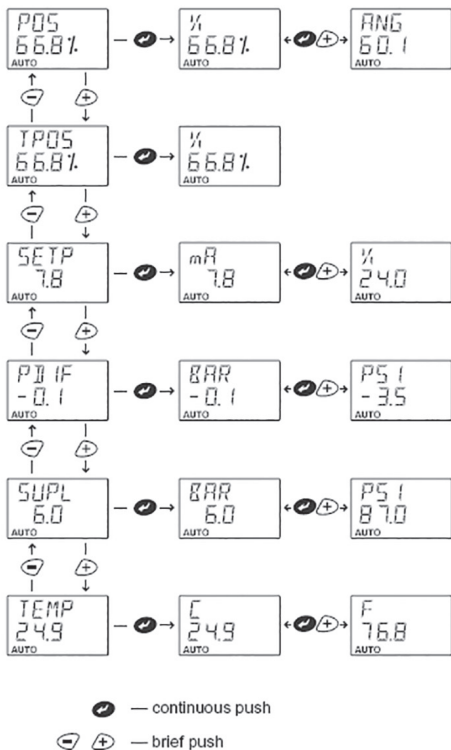 POS
66.8%
AUTO
%
66.8%
AUTO
ANG
60.1
AUTO
TPOS
66.8%
AUTO
%
66.8%
AUTO
SETP
7.8
AUTO
mA
7.8
AUTO
%
24.0
AUTO
PDIF
-0.1
AUTO
BAR
-0.1
AUTO
PSI
-3.5
AUTO
SUPL
6.0
AUTO
BAR
6.0
AUTO
PSI
87.0
AUTO
TEMP
24.9
AUTO
C
24.9
AUTO
F
76.8
AUTO
— continuous push
— brief push